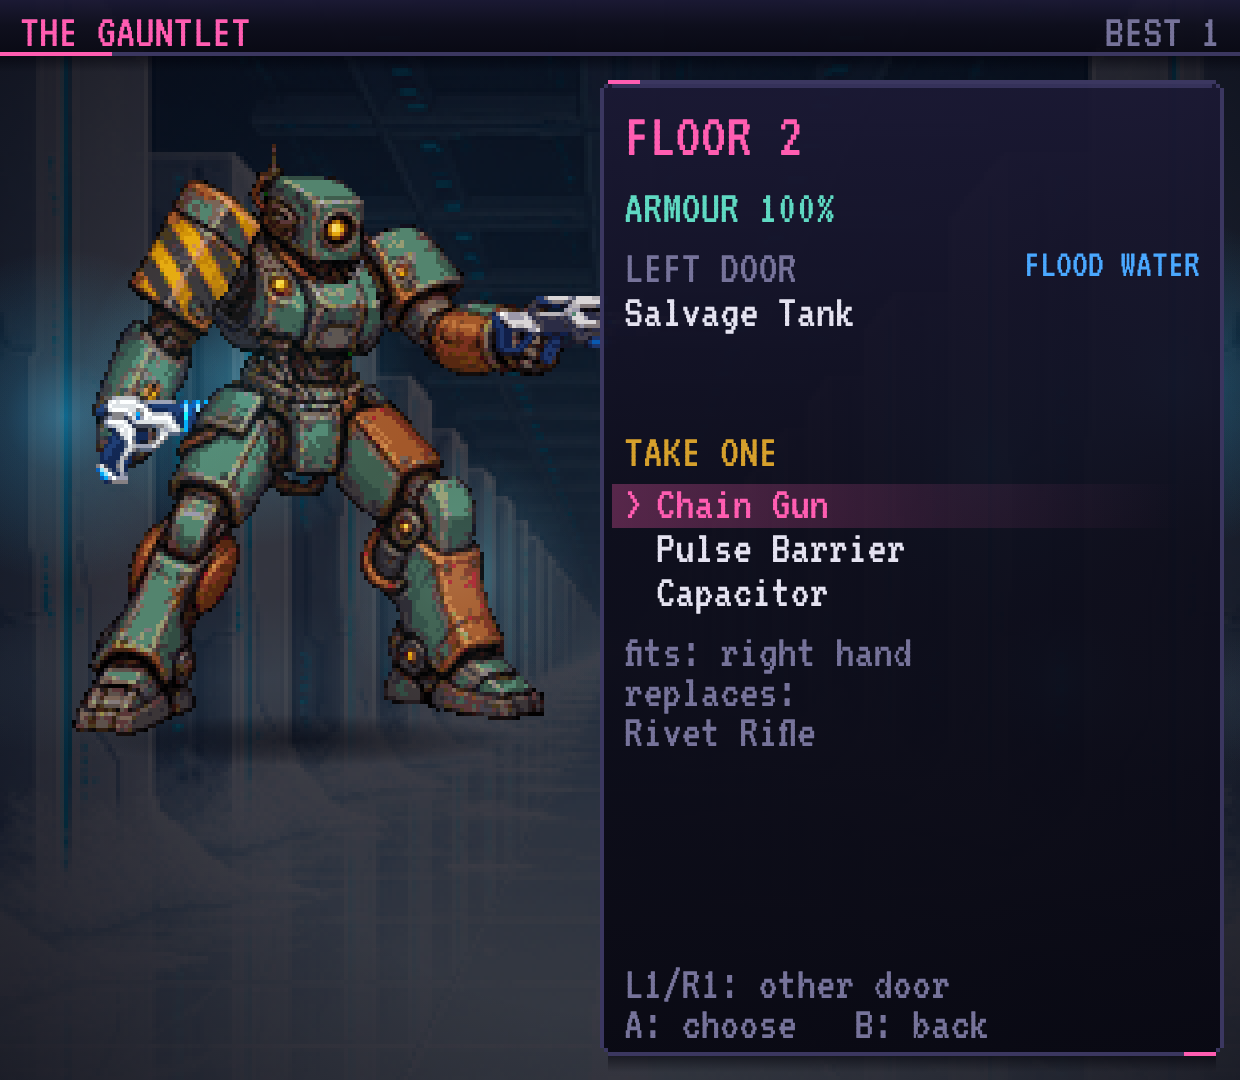 THE GAUNTLET
BEST 1
FLOOR 2
ARMOUR 100%
LEFT DOOR
FLOOD WATER
Salvage Tank
TAKE ONE
> Chain Gun
Pulse Barrier
Capacitor
fits: right hand
replaces:
Rivet Rifle
L1/R1: other door
A: choose B: back